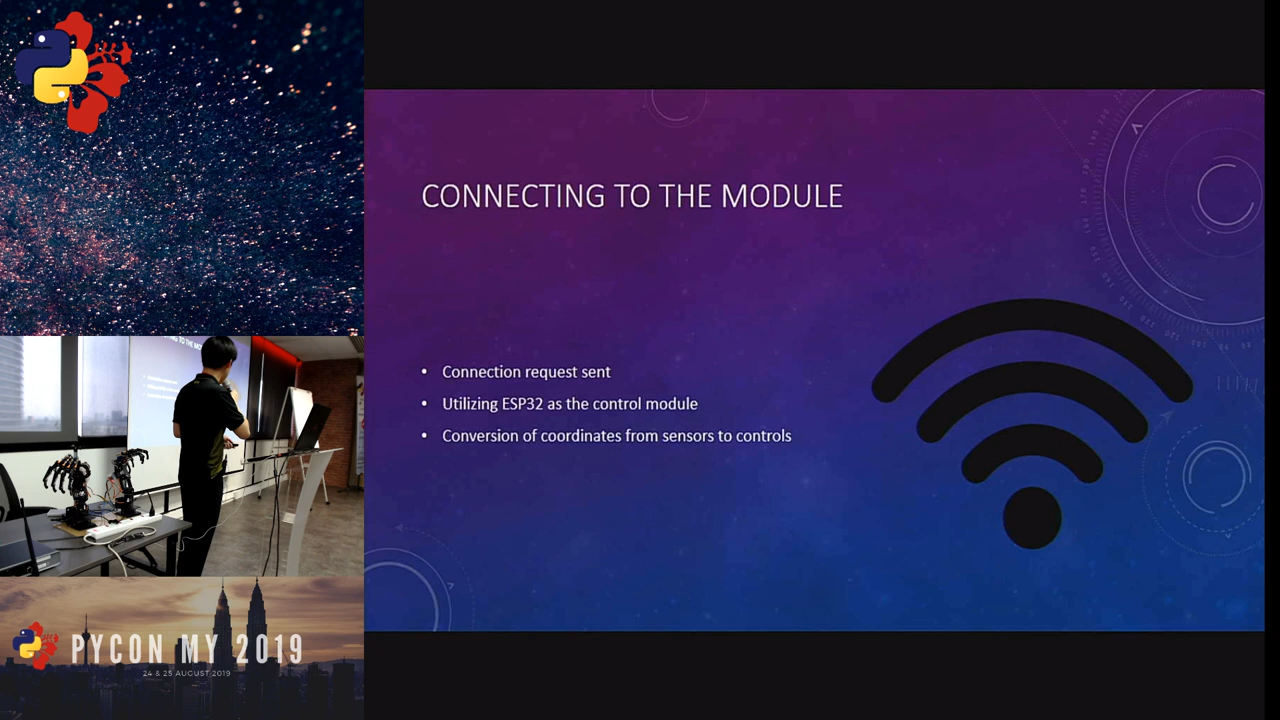 CONNECTING TO THE MODULE
• Connection request sent
• Utilizing ESP32 as the control module
• Conversion of coordinates from sensors to controls
PYCON MY 2019
24 & 25 AUGUST 2019